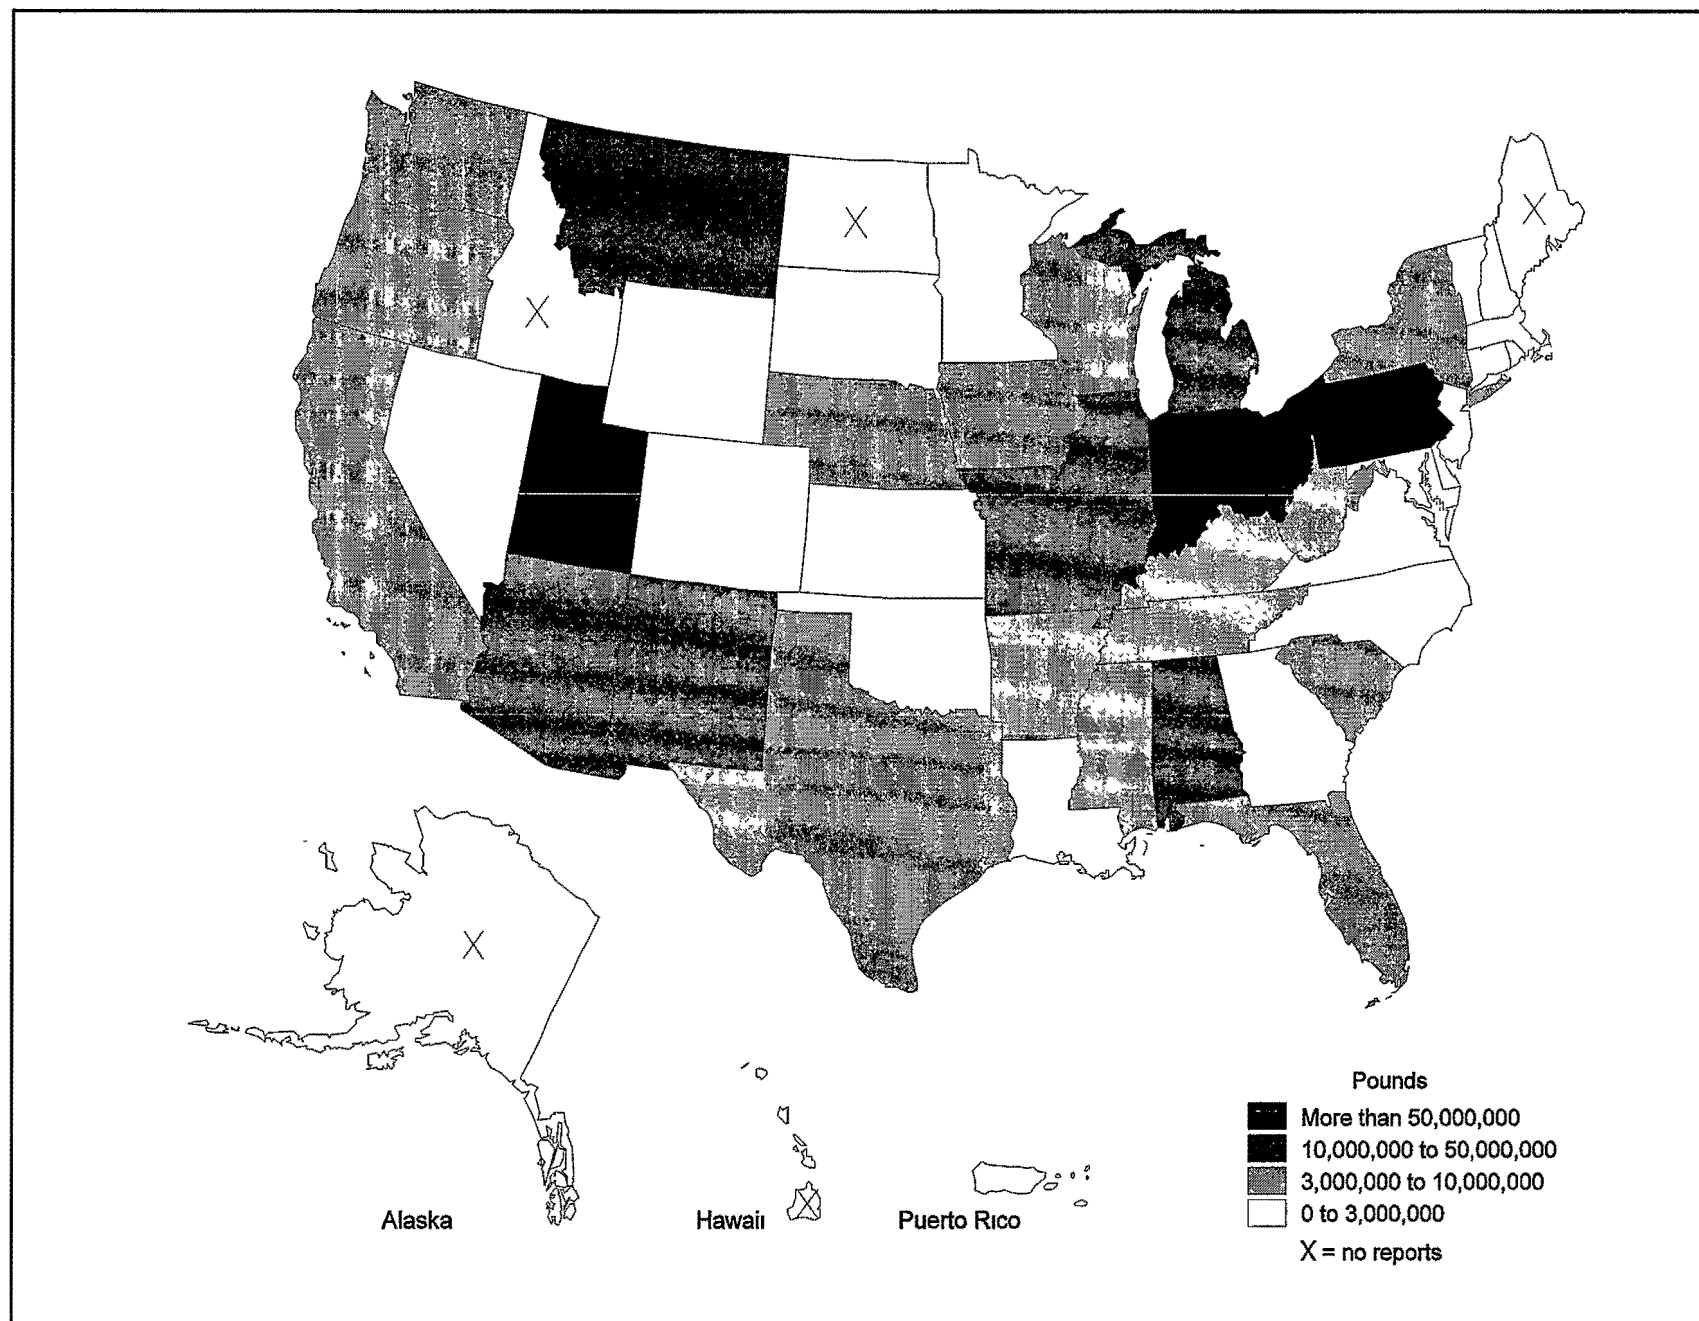 X
X
X
X
Pounds
More than 50,000,000
10,000,000 to 50,000,000
3,000,000 to 10,000,000
X
Alaska
Hawaii
Puerto Rico
0 to 3,000,000
X = no reports